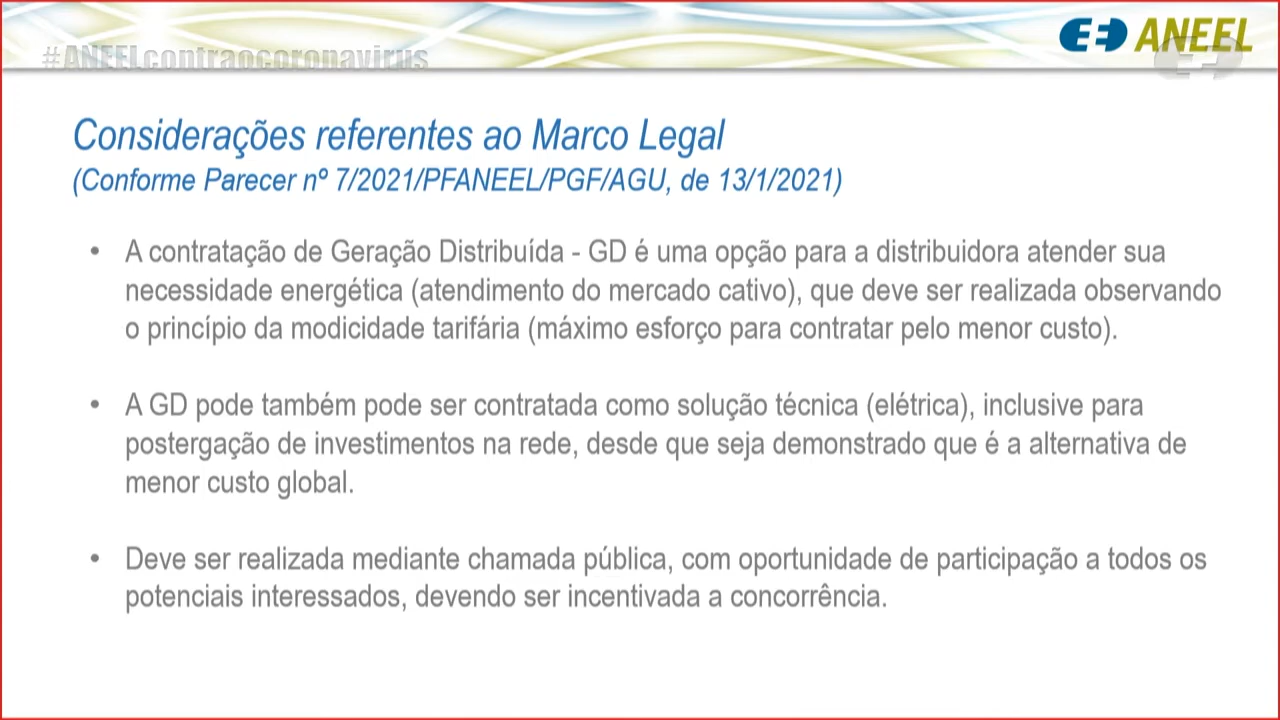 #ANEELcontraocoronavirus
ANEEL
Considerações referentes ao Marco Legal
(Conforme Parecer nº 7/2021/PFANEEL/PGF/AGU, de 13/1/2021)
• A contratação de Geração Distribuída - GD é uma opção para a distribuidora atender sua
necessidade energética (atendimento do mercado cativo), que deve ser realizada observando
o princípio da modicidade tarifária (máximo esforço para contratar pelo menor custo).
• A GD pode também pode ser contratada como solução técnica (elétrica), inclusive para
postergação de investimentos na rede, desde que seja demonstrado que é a alternativa de
menor custo global.
• Deve ser realizada mediante chamada pública, com oportunidade de participação a todos os
potenciais interessados, devendo ser incentivada a concorrência.